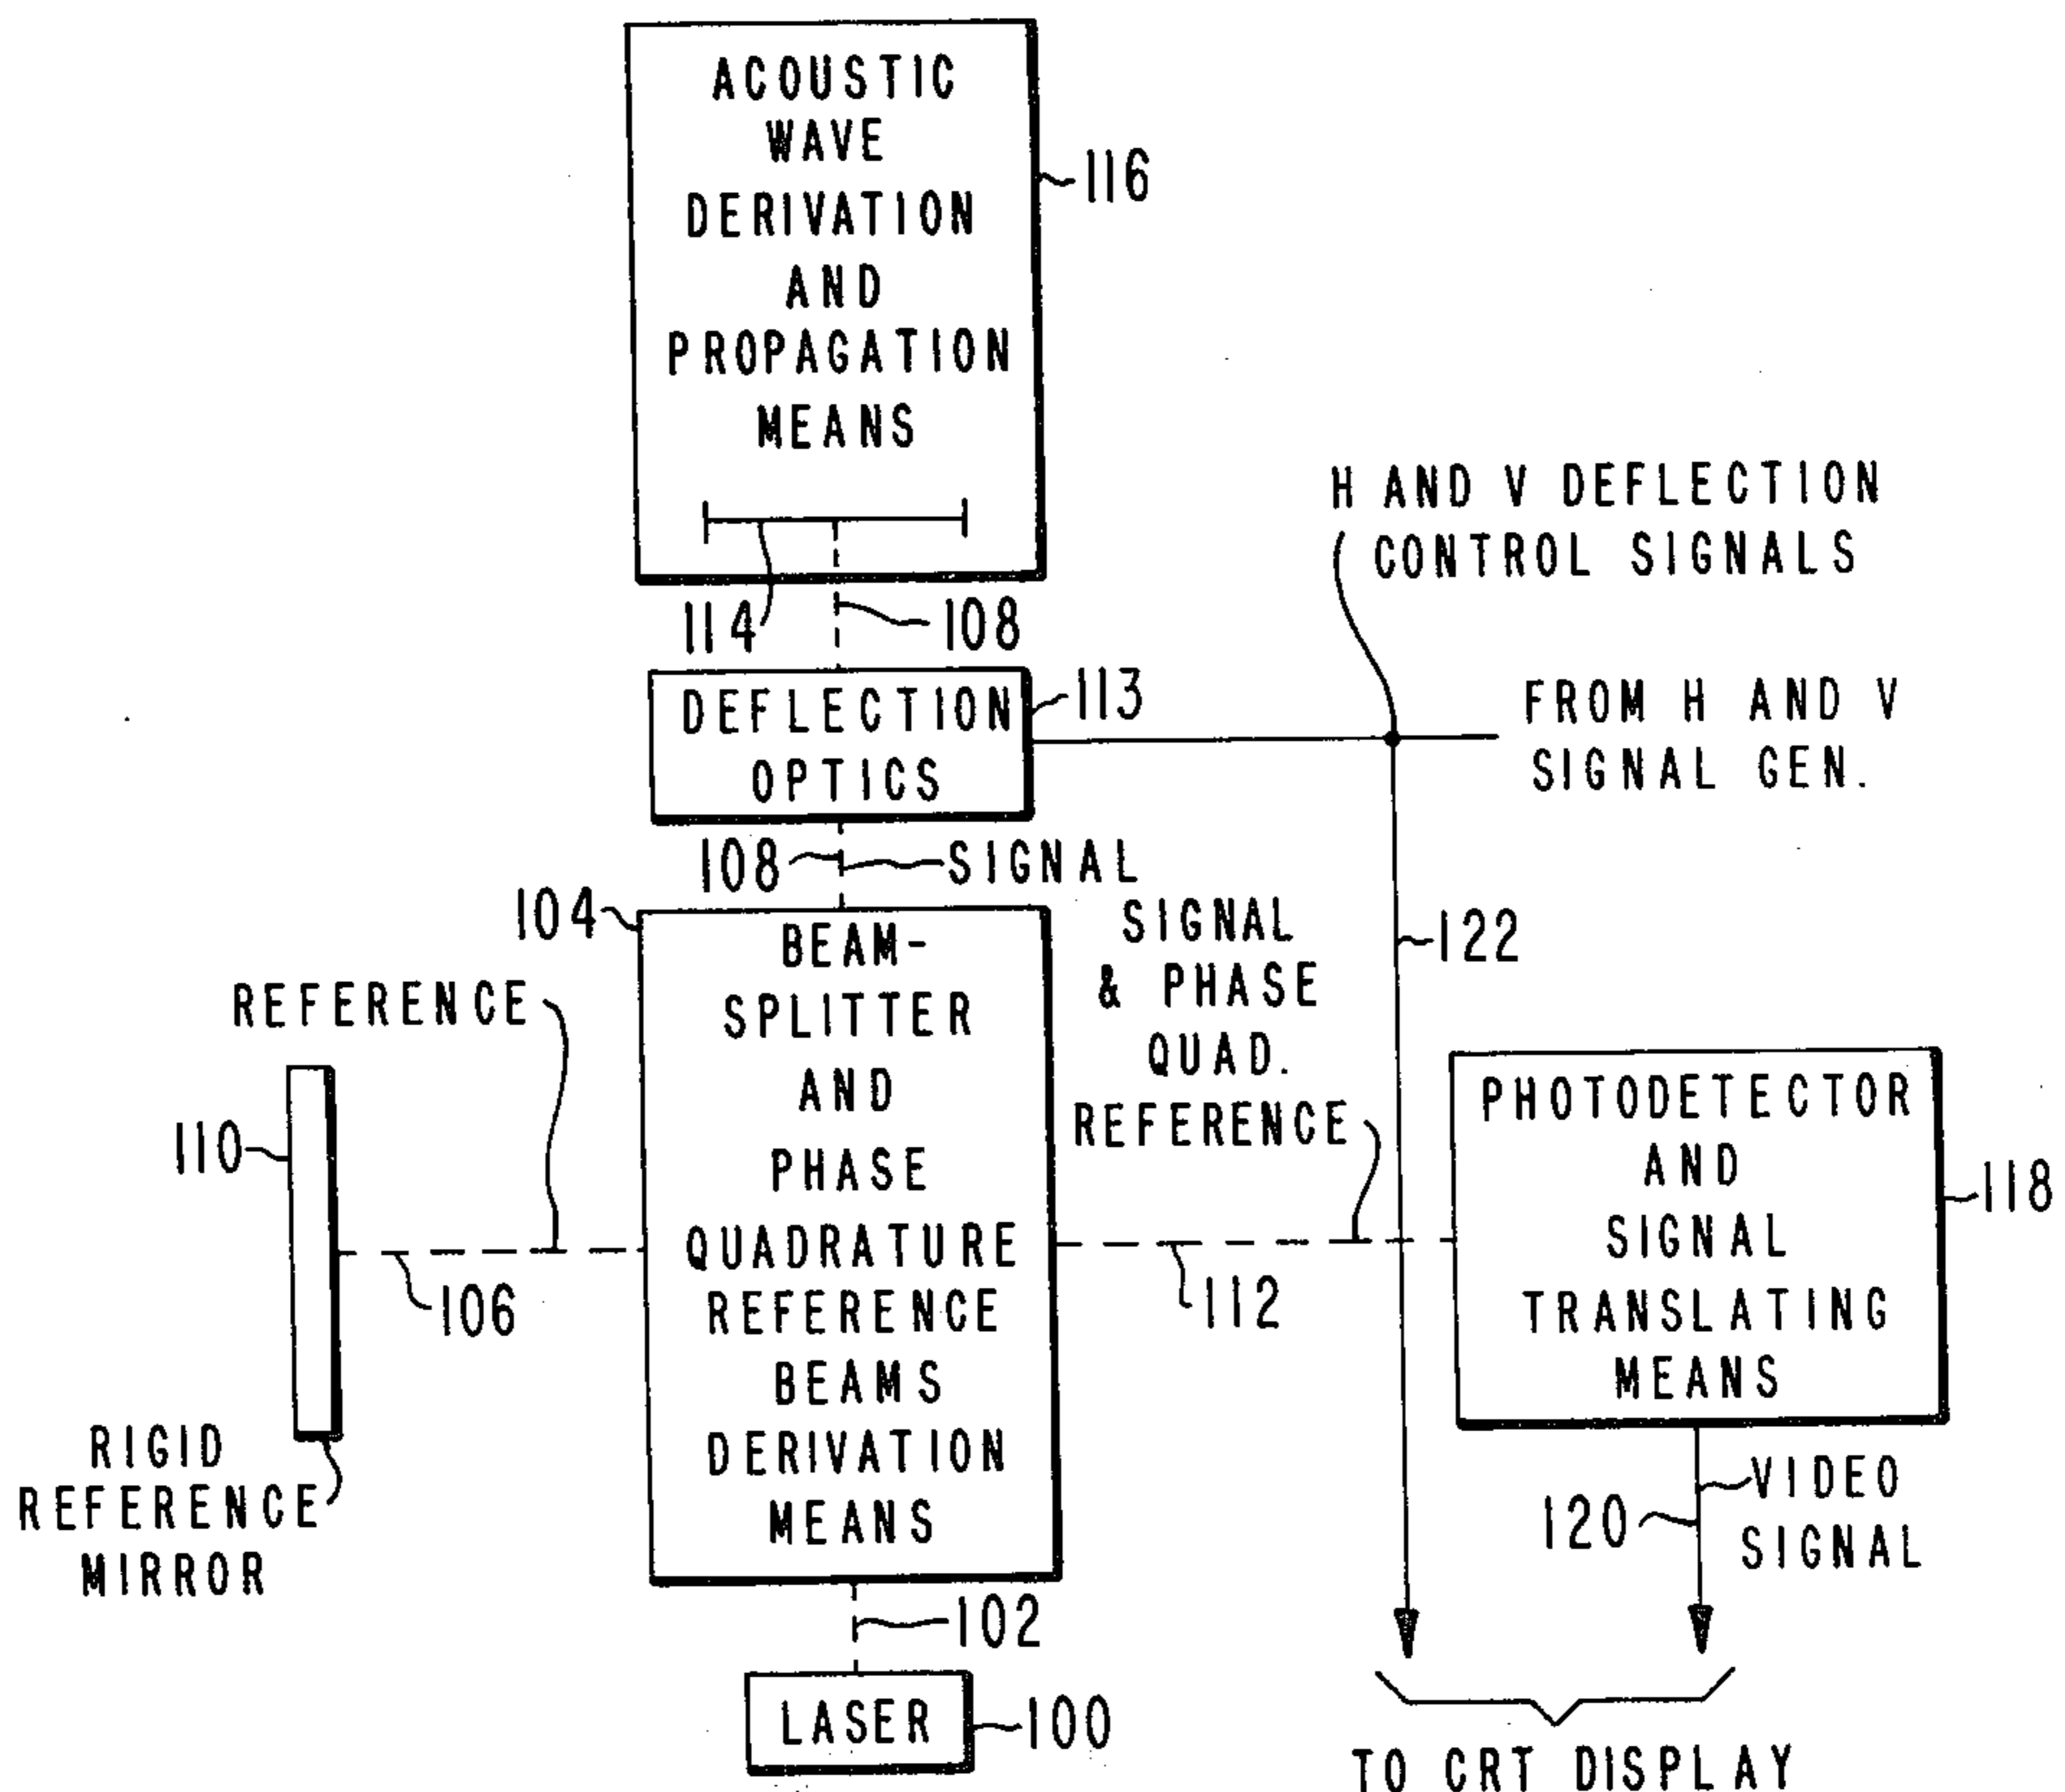 ACOUSTIC
WAVE
DERIVATION
AND
PROPAGATION
MEANS
116
114
108
H AND V DEFLECTION
CONTROL SIGNALS
DEFLECTION
OPTICS
113
FROM H AND V
SIGNAL GEN.
108
SIGNAL
104
BEAM-
SPLITTER
AND
PHASE
QUADRATURE
REFERENCE
BEAMS
DERIVATION
MEANS
SIGNAL
& PHASE
QUAD.
REFERENCE
122
REFERENCE
110
106
112
PHOTODETECTOR
AND
SIGNAL
TRANSLATING
MEANS
118
RIGID
REFERENCE
MIRROR
120
VIDEO
SIGNAL
102
LASER
100
TO CRT DISPLAY